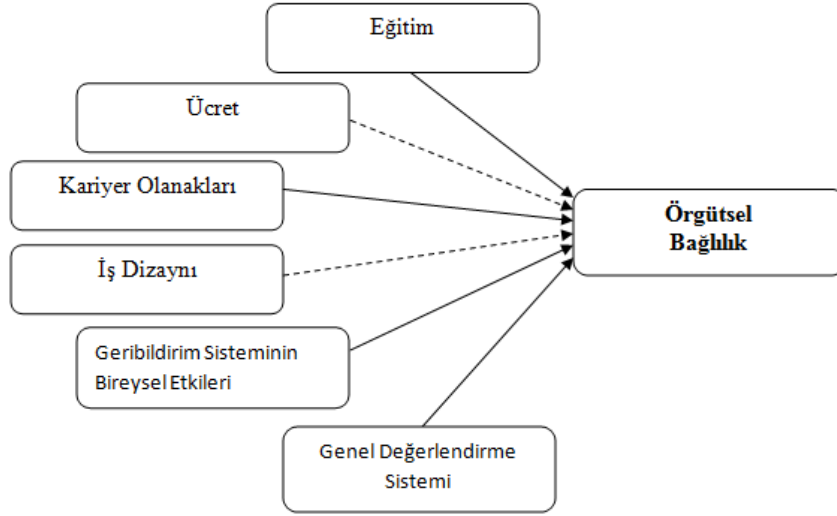 Eğitim
Ücret
Kariyer Olanakları
İş Dizaynı
Geribildirim Sisteminin
Bireysel Etkileri
Genel Değerlendirme
Sistemi
Örgütsel
Bağlılık